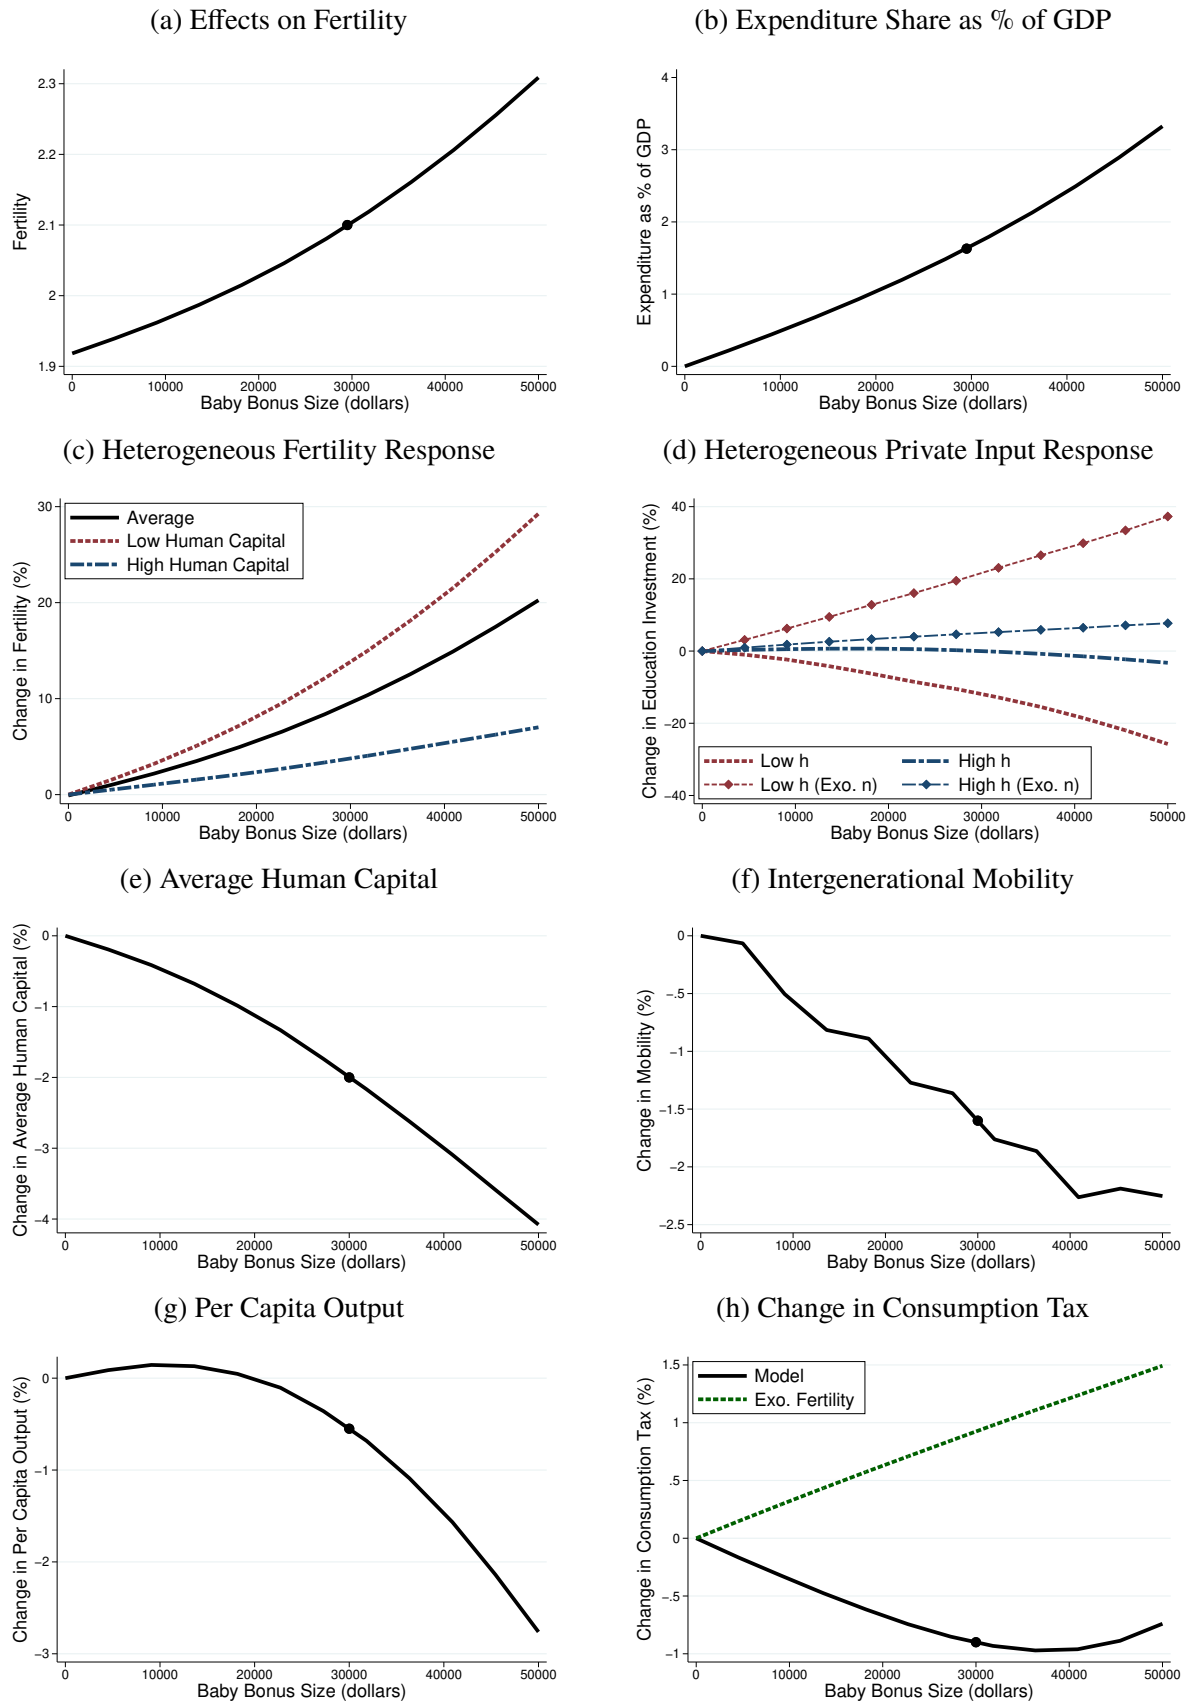 (a) Effects on Fertility
Fertility
2.3
2.2
2.1
2
1.9
0 10000 20000 30000 40000 50000
Baby Bonus Size (dollars)
(b) Expenditure Share as % of GDP
Expenditure as % of GDP
4
3
2
1
0
0 10000 20000 30000 40000 50000
Baby Bonus Size (dollars)
(c) Heterogeneous Fertility Response
Change in Fertility (%)
30
20
10
0
Average
Low Human Capital
High Human Capital
0 10000 20000 30000 40000 50000
Baby Bonus Size (dollars)
(d) Heterogeneous Private Input Response
Change in Education Investment (%)
40
20
0
−20
−40
Low h High h
Low h (Exo. n) High h (Exo. n)
0 10000 20000 30000 40000 50000
Baby Bonus Size (dollars)
(e) Average Human Capital
Change in Average Human Capital (%)
0
−1
−2
−3
−4
0 10000 20000 30000 40000 50000
Baby Bonus Size (dollars)
(f) Intergenerational Mobility
Change in Mobility (%)
0
−.5
−1
−1.5
−2
−2.5
0 10000 20000 30000 40000 50000
Baby Bonus Size (dollars)
(g) Per Capita Output
Change in Per Capita Output (%)
0
−1
−2
−3
0 10000 20000 30000 40000 50000
Baby Bonus Size (dollars)
(h) Change in Consumption Tax
Change in Consumption Tax (%)
1.5
1
.5
0
−.5
−1
Model
Exo. Fertility
0 10000 20000 30000 40000 50000
Baby Bonus Size (dollars)